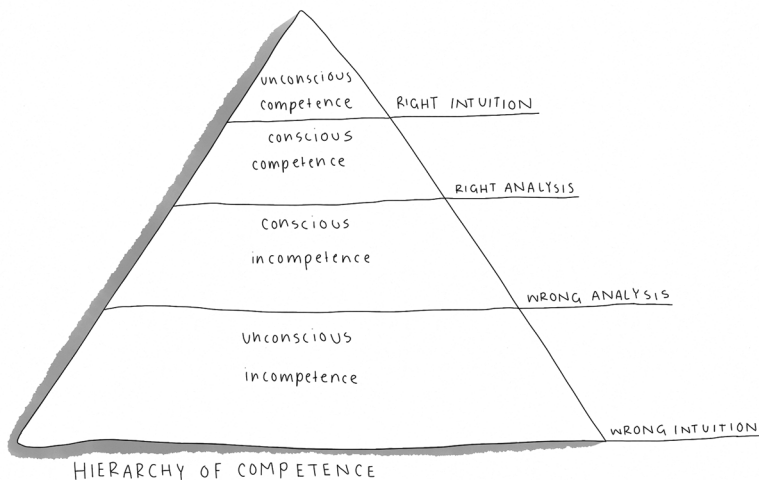 unconscious
competence
RIGHT INTUITION
conscious
competence
RIGHT ANALYSIS
conscious
incompetence
WRONG ANALYSIS
unconscious
incompetence
WRONG INTUITION
HIERARCHY OF COMPETENCE